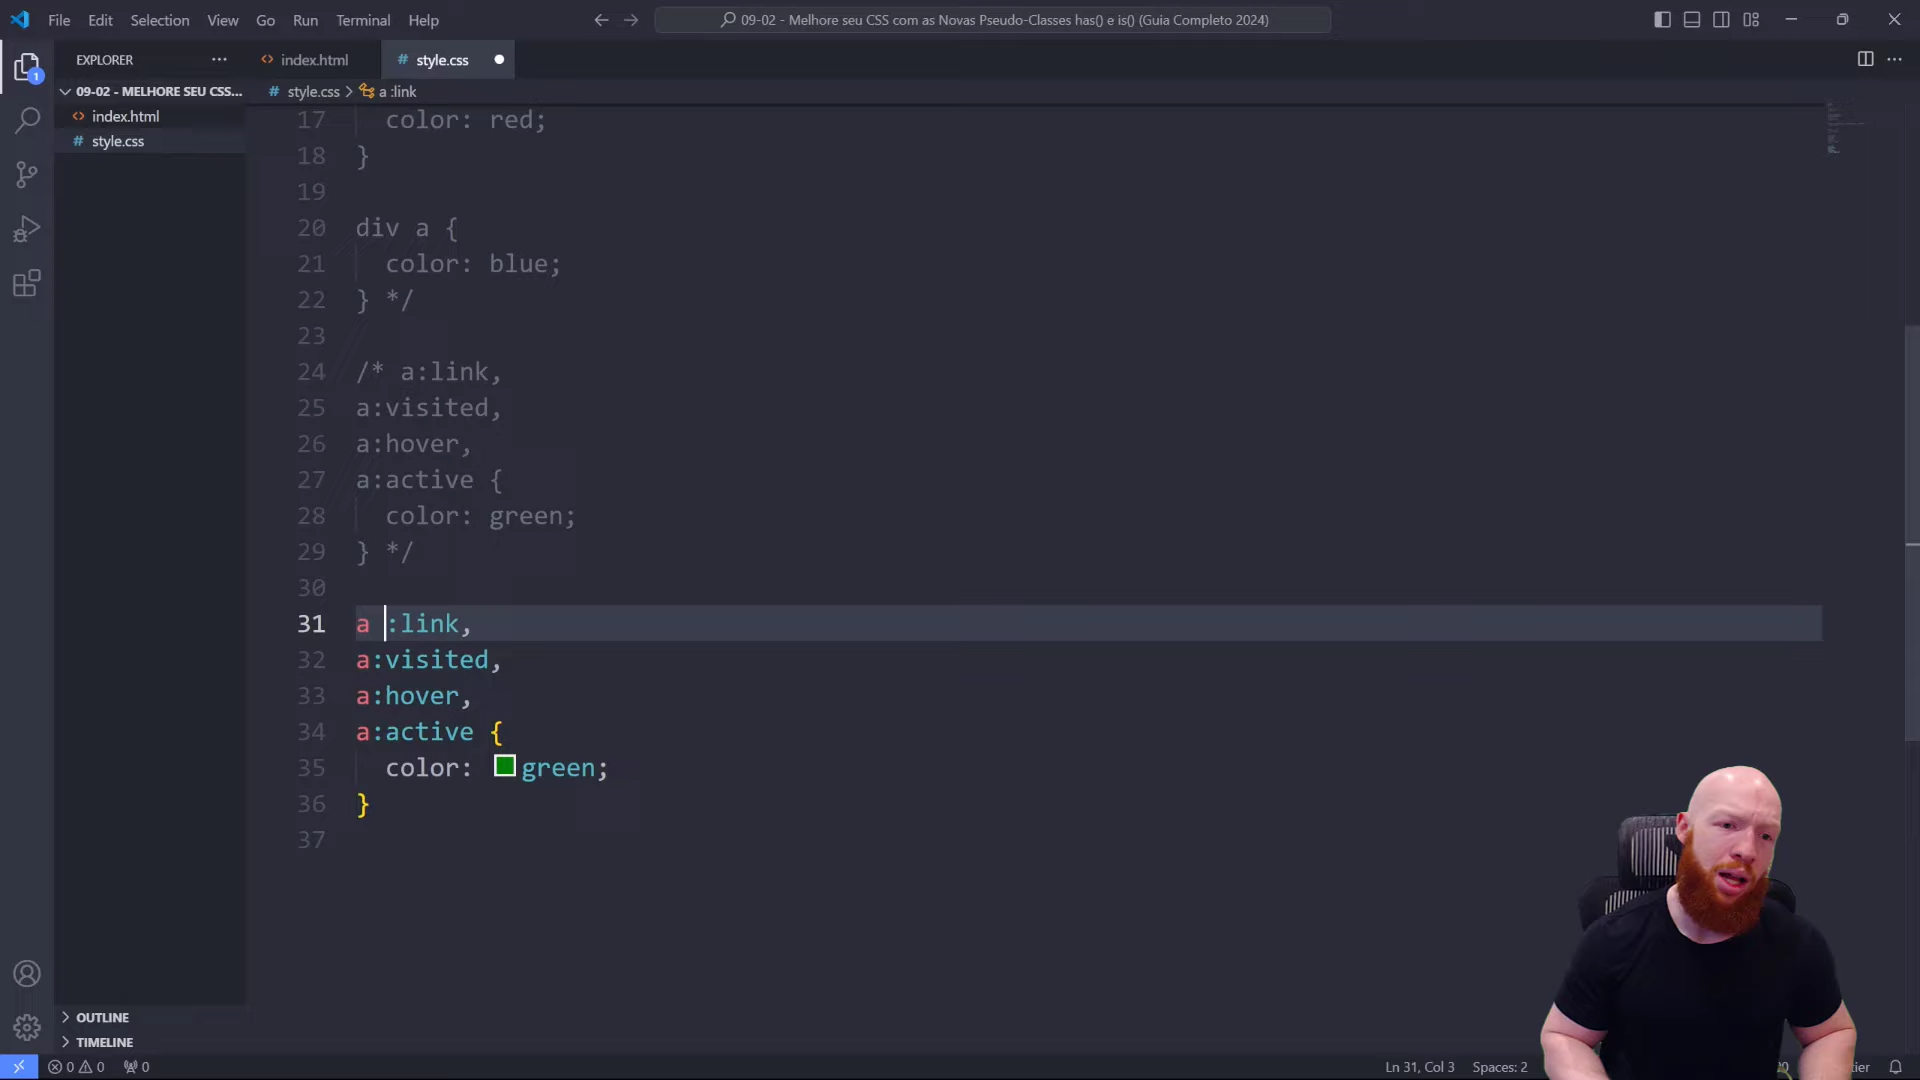 File Edit Selection View Go Run Terminal Help
09-02 - Melhore seu CSS com as Novas Pseudo-Classes has() e is() (Guia Completo 2024)
EXPLORER
index.html
style.css
09-02 - MELHORE SEU CSS...
style.css > a :link
index.html
style.css
1
17 color: red;
18 }
19
20 div a {
21 color: blue;
22 } */
23
24 /* a:link,
25 a:visited,
26 a:hover,
27 a:active {
28 color: green;
29 } */
30
31 a :link,
32 a:visited,
33 a:hover,
34 a:active {
35 color: green;
36 }
37
OUTLINE
TIMELINE
0 0 0
Ln 31, Col 3 Spaces: 2